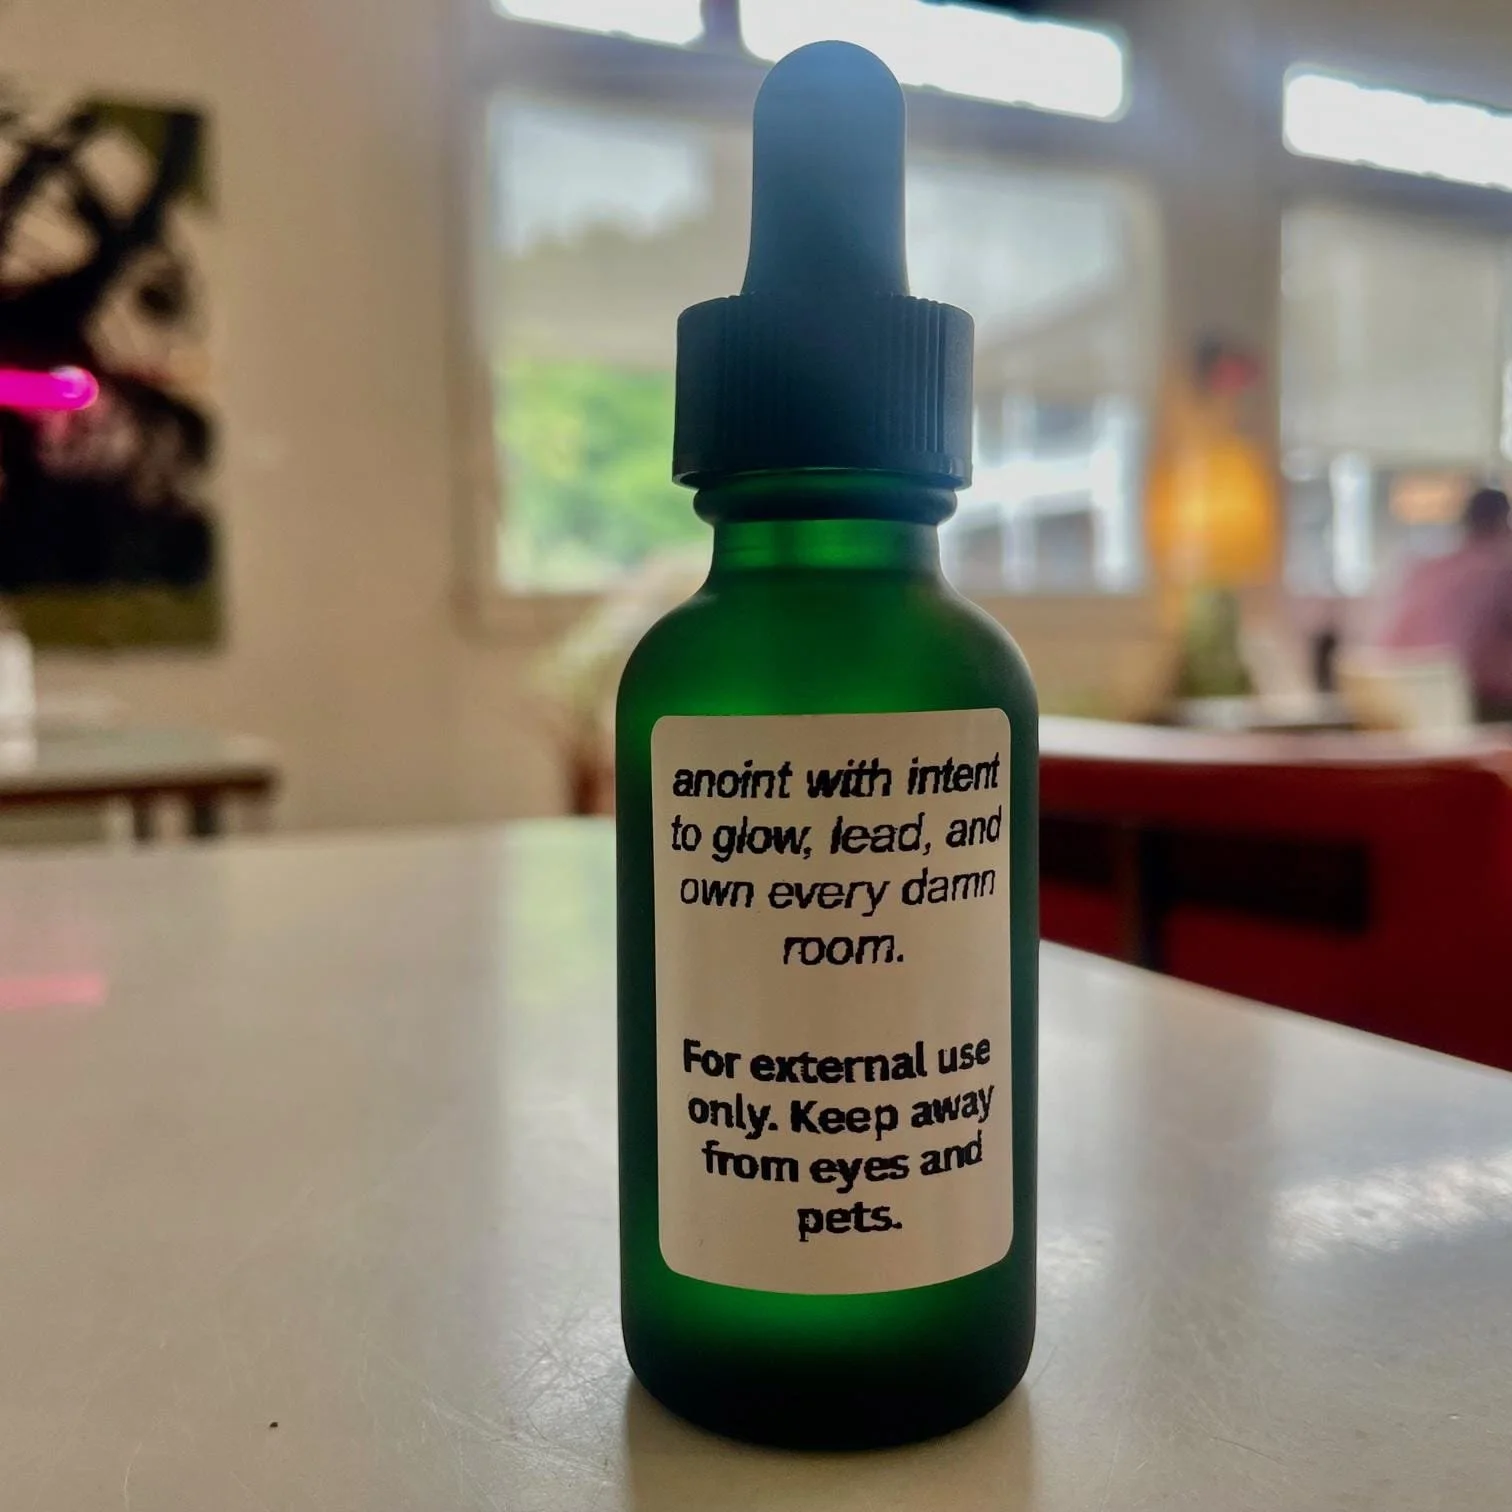 anoint with intent
to glow, lead, and
own every damn
room.
For external use
only. Keep away
from eyes and
pets.